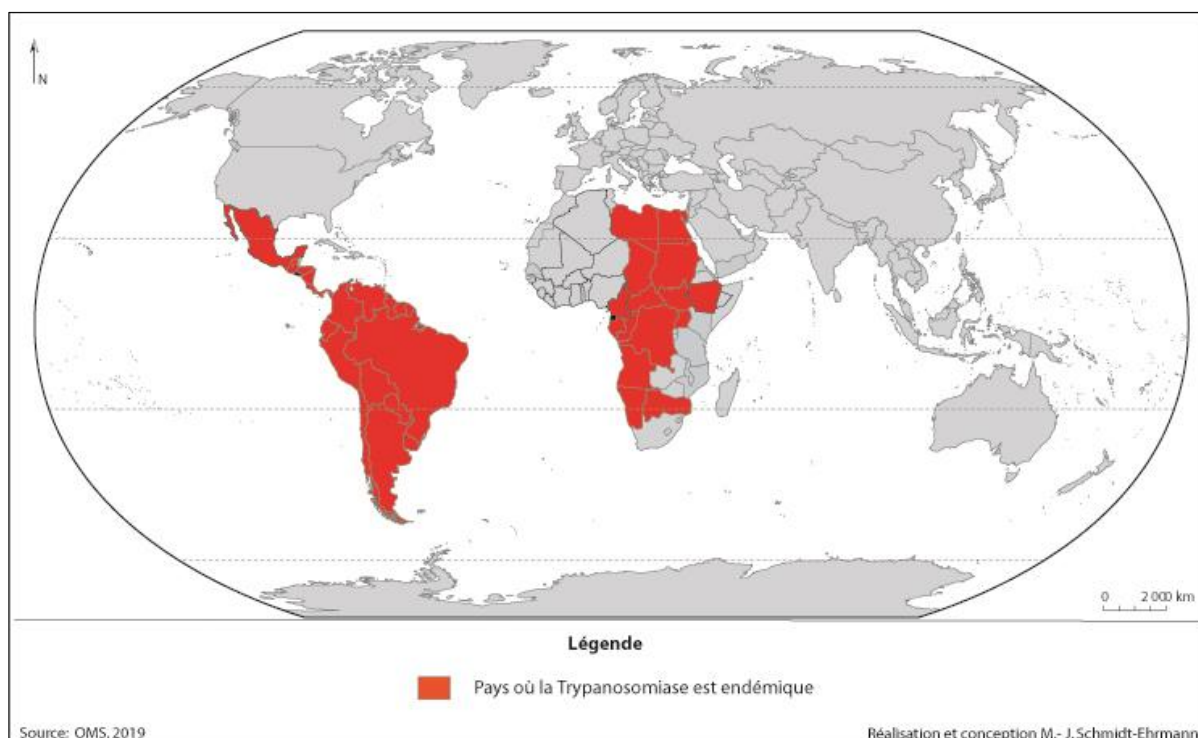 N
0 2 000 km
Légende
Pays où la Trypanosomiase est endémique
Source: OMS, 2019
Réalisation et conception M.- J. Schmidt-Ehrmann